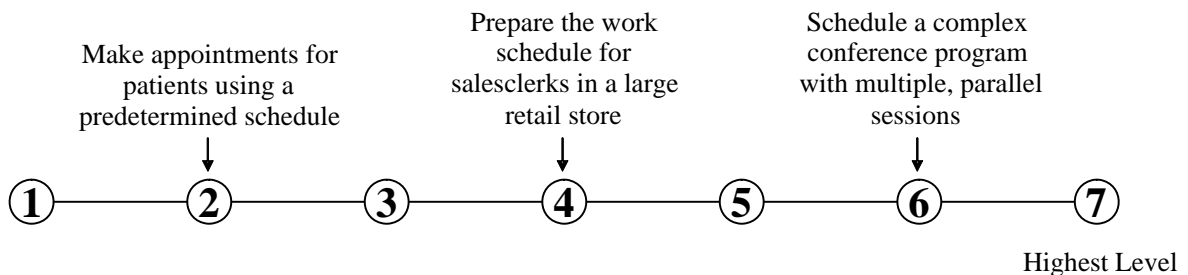 Make appointments for
patients using a
predetermined schedule
Prepare the work
schedule for
salesclerks in a large
retail store
Schedule a complex
conference program
with multiple, parallel
sessions
1 2 3 4 5 6 7
Highest Level